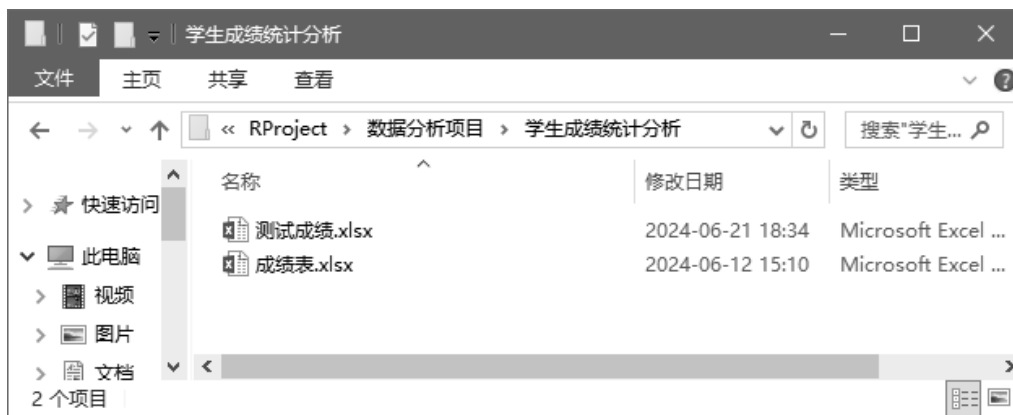 学生成绩统计分析
文件 主页 共享 查看
« RProject › 数据分析项目 › 学生成绩统计分析 搜索"学生... 
名称 修改日期 类型
快速访问
测试成绩.xlsx 2024-06-21 18:34 Microsoft Excel ...
此电脑
成绩表.xlsx 2024-06-12 15:10 Microsoft Excel ...
视频
图片
文档
2 个项目